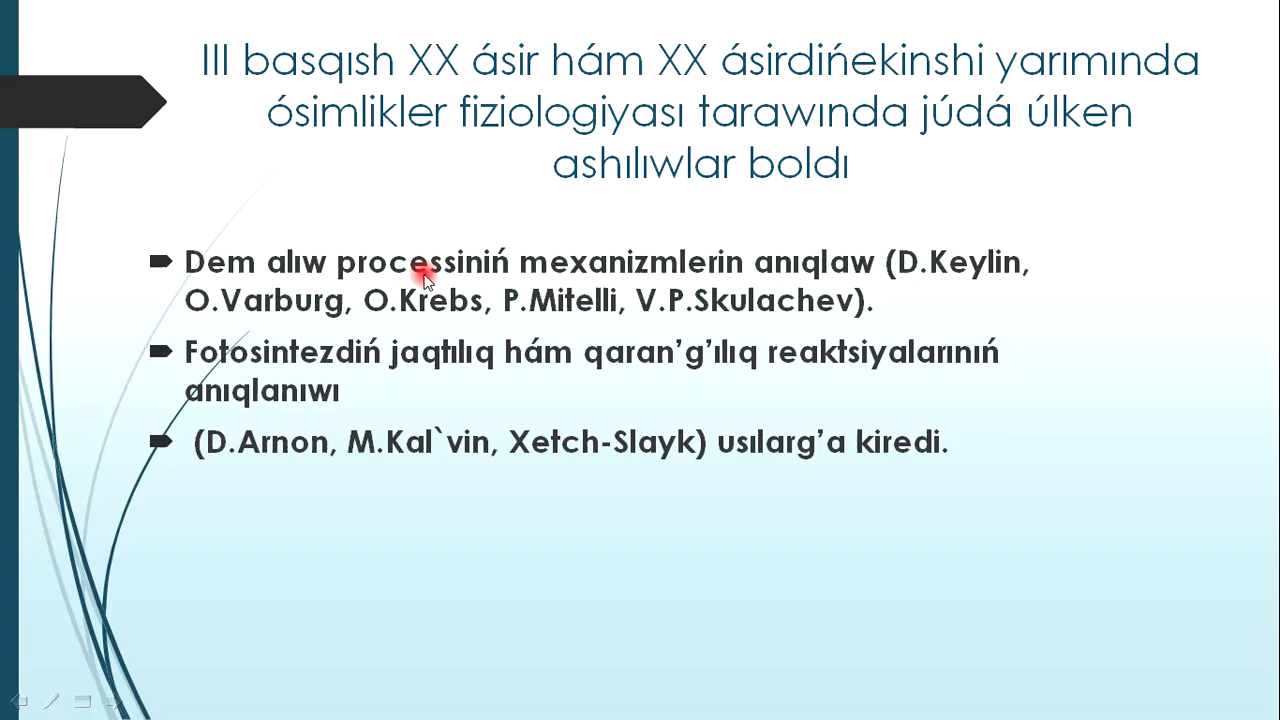 III basqısh XX ásir hám XX ásirdińekinshi yarımında
ósimlikler fiziologiyası tarawında júdá úlken
ashılıwlar boldı
Dem alıw processiniń mexanizmlerin anıqlaw (D.Keylin,
O.Varburg, O.Krebs, P.Mitelli, V.P.Skulachev).
Fotosintezdiń jaqtılıq hám qaran’g’ılıq reaktsiyalarınıń
anıqlanıwı
(D.Arnon, M.Kal`vin, Xetch-Slayk) usılarg’a kiredi.